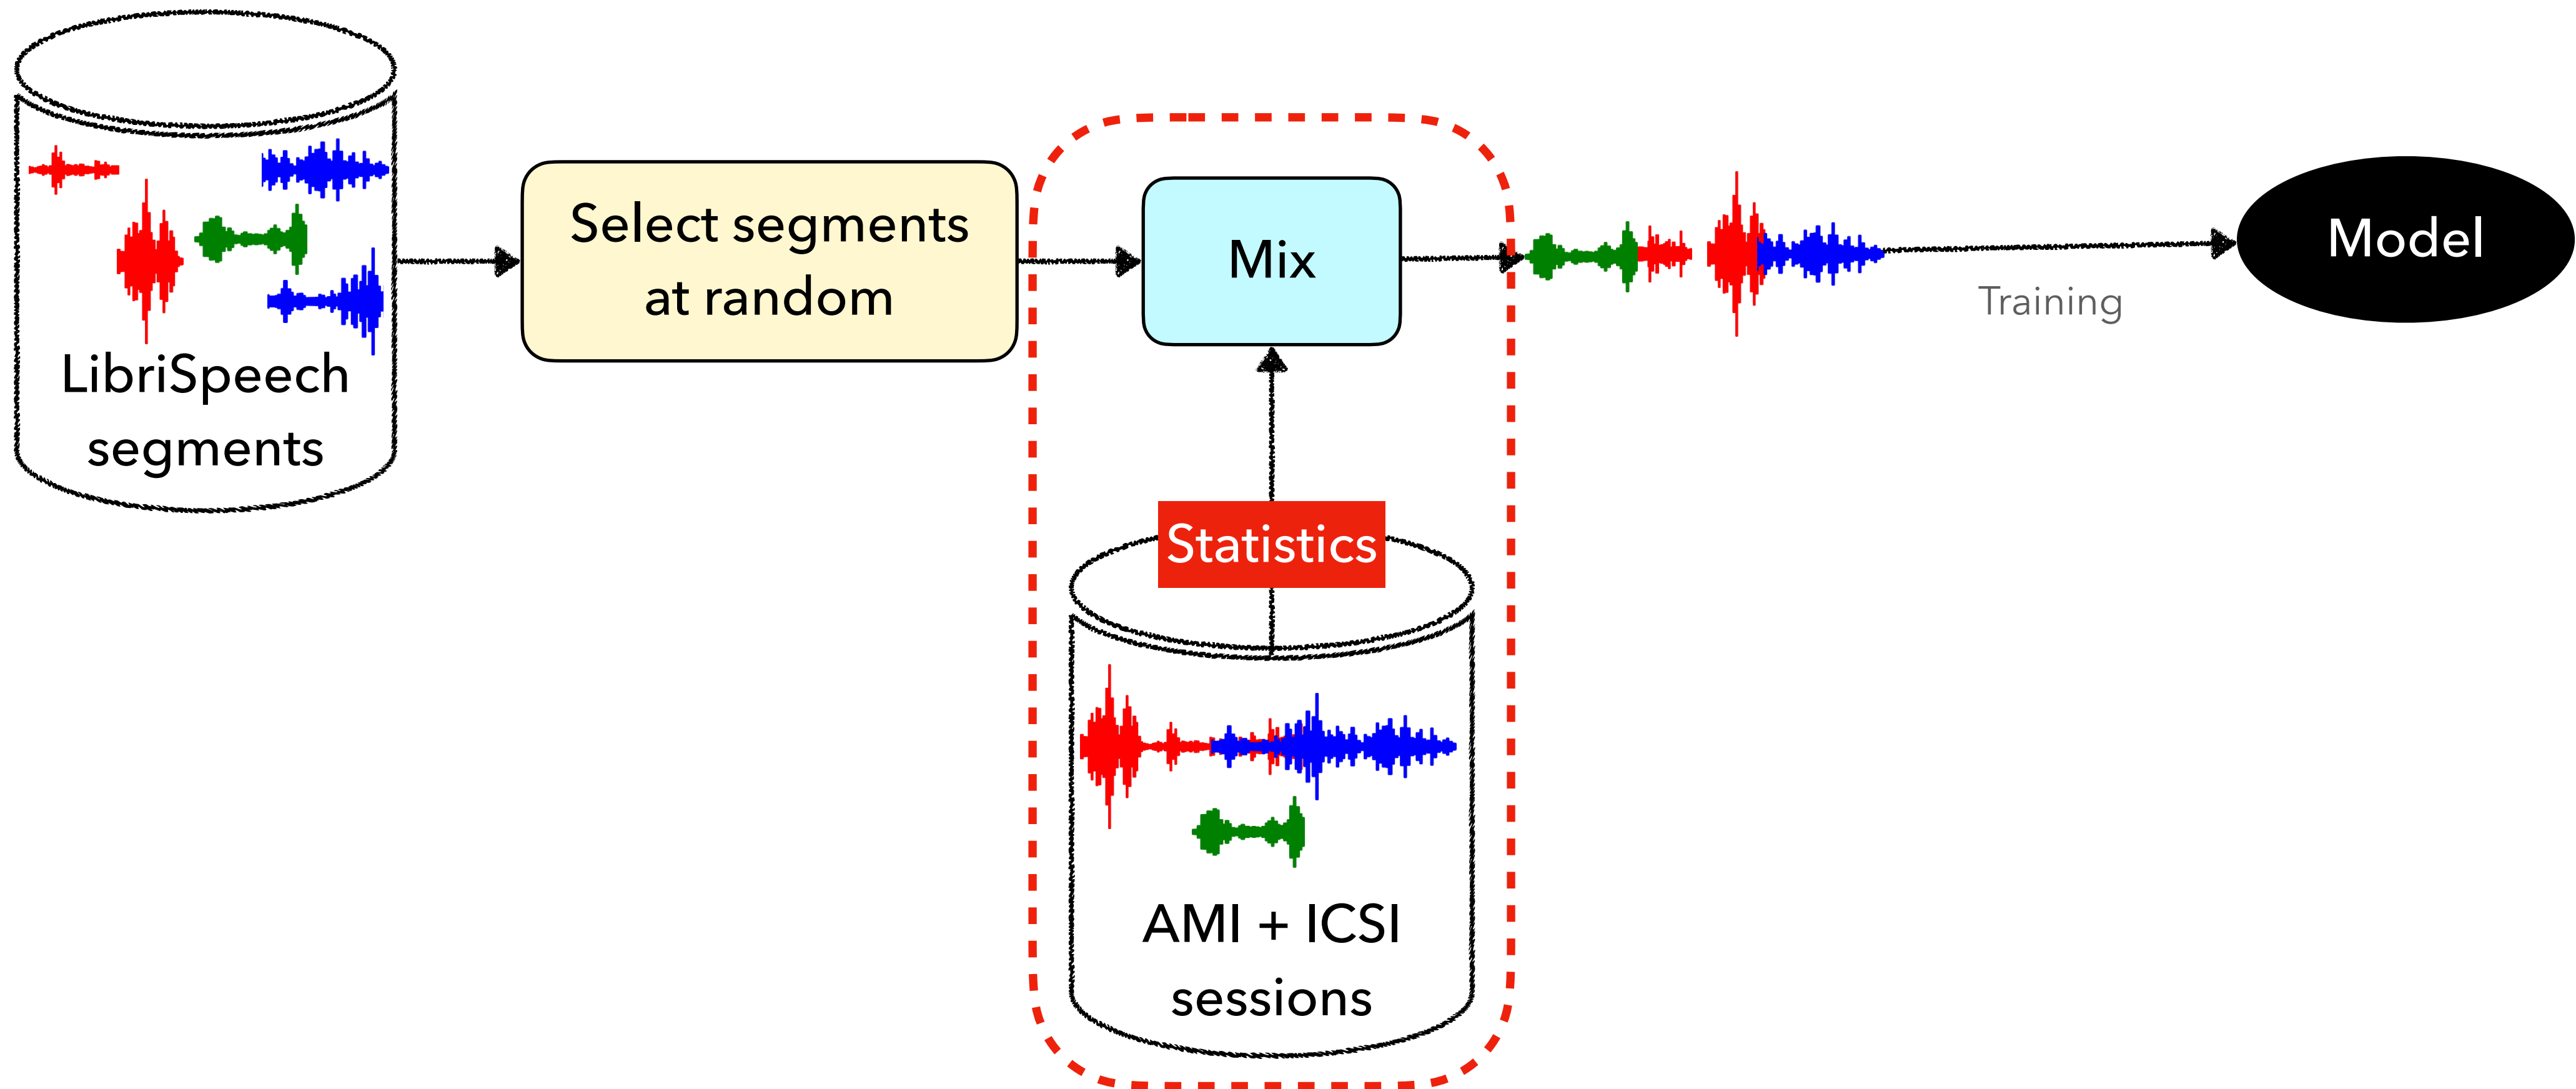 LibriSpeech
segments
Select segments
at random
Mix
Training
Model
Statistics
AMI + ICSI
sessions